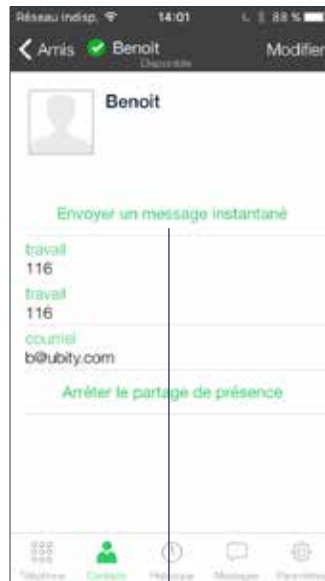 Réseau indisp. 14:01 88 %
Amis Benoit Modifier
Disponible
Benoit
Envoyer un message instantané
travail
116
travail
116
courriel
b@ubity.com
Arrêter le partage de présence
Téléphone Contacts Historique Messages Paramètres